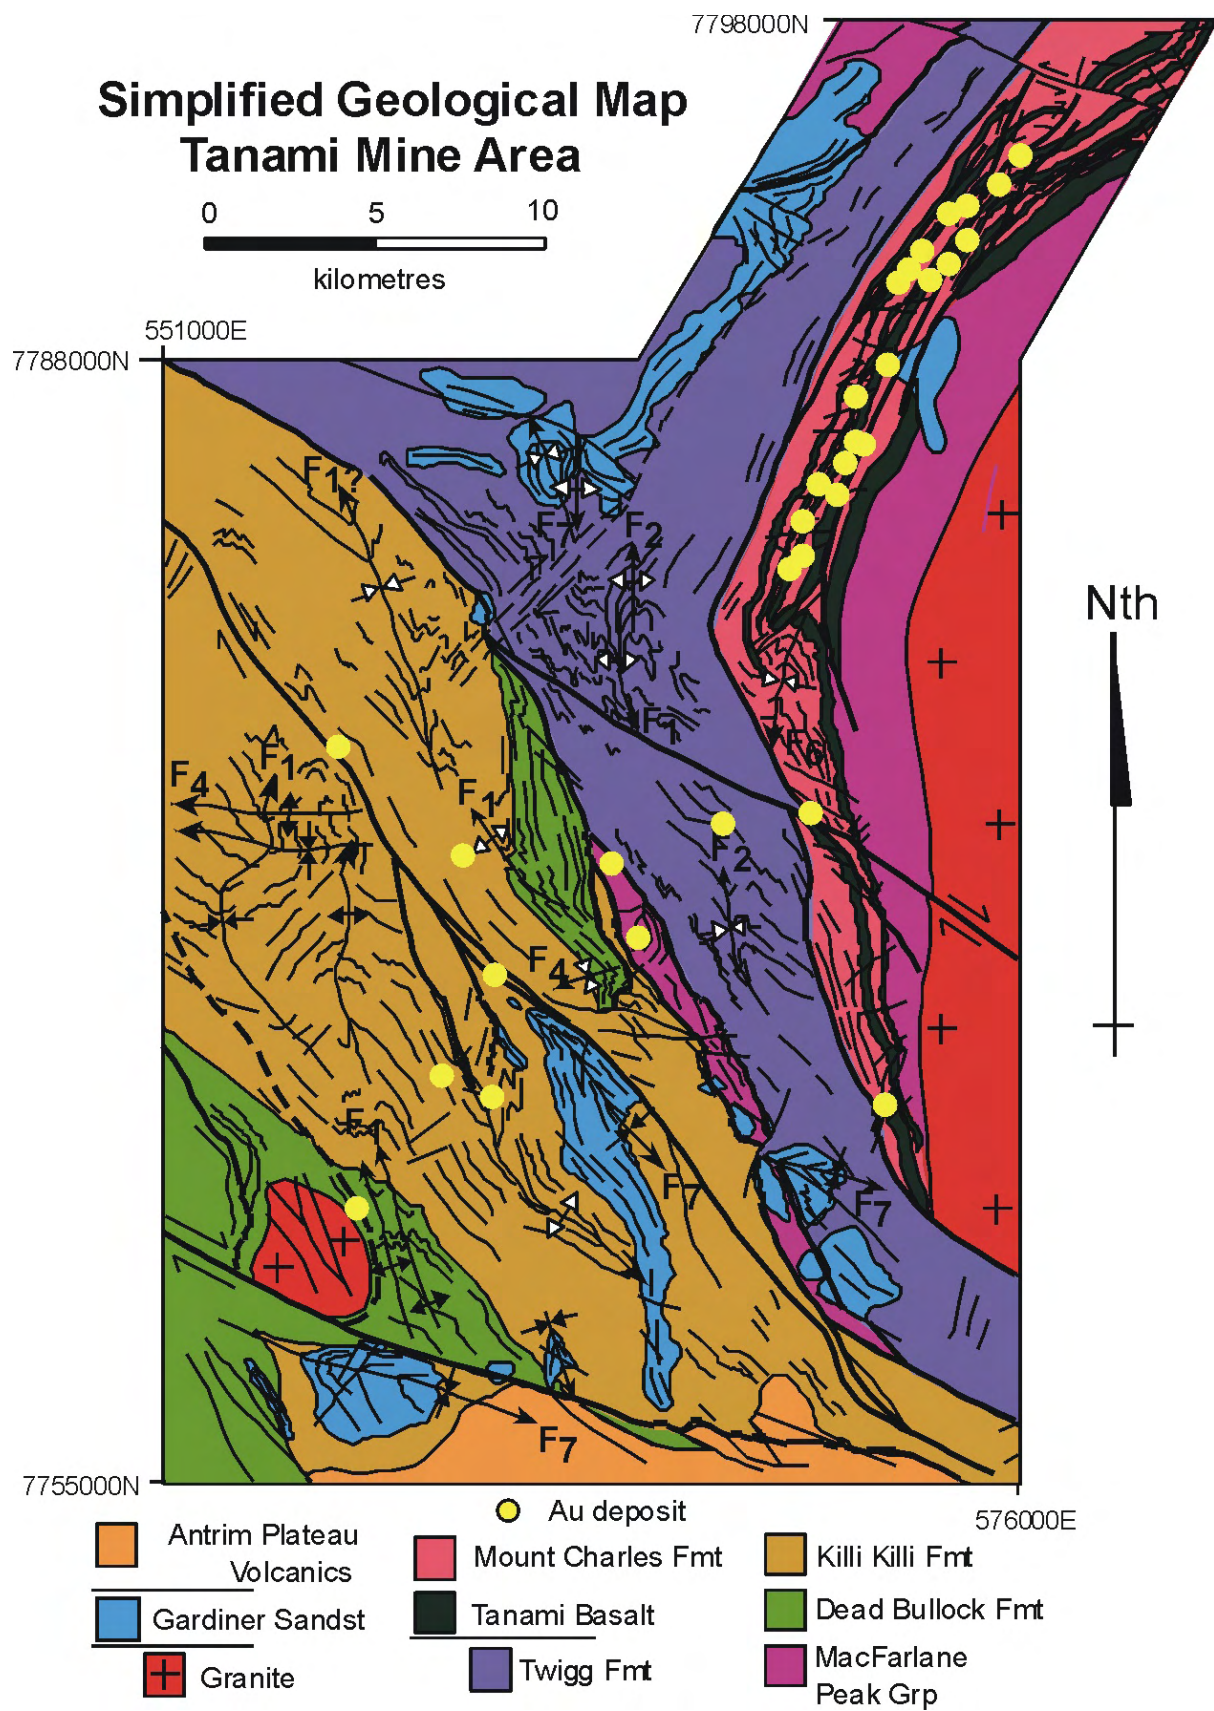 7798000N
Simplified Geological Map
Tanami Mine Area
0 5 10
kilometres
551000E
7788000N
F1?
F7
F2
F1
Nth
F6
F4
F1
F1
F2
F4
F1
F7
F7
F7
7755000N
576000E
Au deposit
Antrim Plateau
Volcanics
Mount Charles Fmt
Killi Killi Fmt
Gardiner Sandst
Tanami Basalt
Dead Bullock Fmt
Granite
Twigg Fmt
MacFarlane
Peak Grp